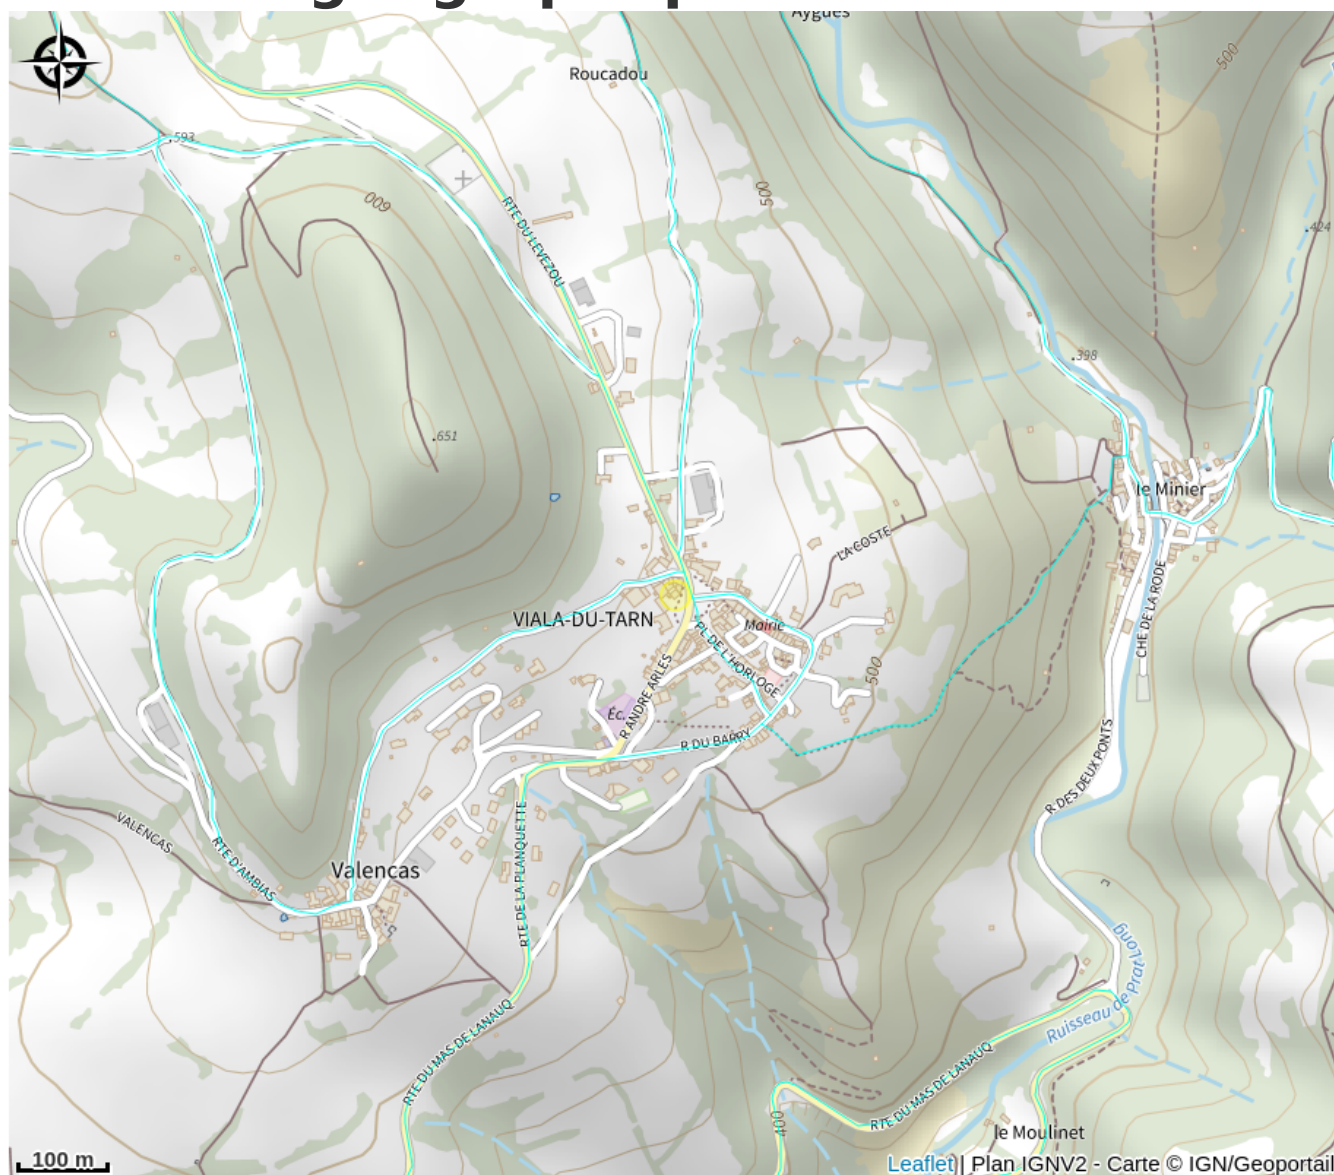 Aygues
Roucadou
500
.593
600
500
RTE DU LEVEZOU
.424
.398
.651
le Minier
LA COSTE
VIALA-DU-TARN
Mairie
PL DE L'HORLOGE
CHE DE LA RODE
500
R ANDRE ARLES
Éc.
R DU BARRY
R DES DEUX PONTS
VALENCAS
RTE D'AMBIAS
Valencas
RTE DE LA PLANQUETTE
Ruisseau de Prat Long
RTE DU MAS DE LANAUQ
RTE DU MAS DE LANAUQ
400
le Moulinet
100 m
Leaflet | Plan IGNV2 - Carte © IGN/Geoportail